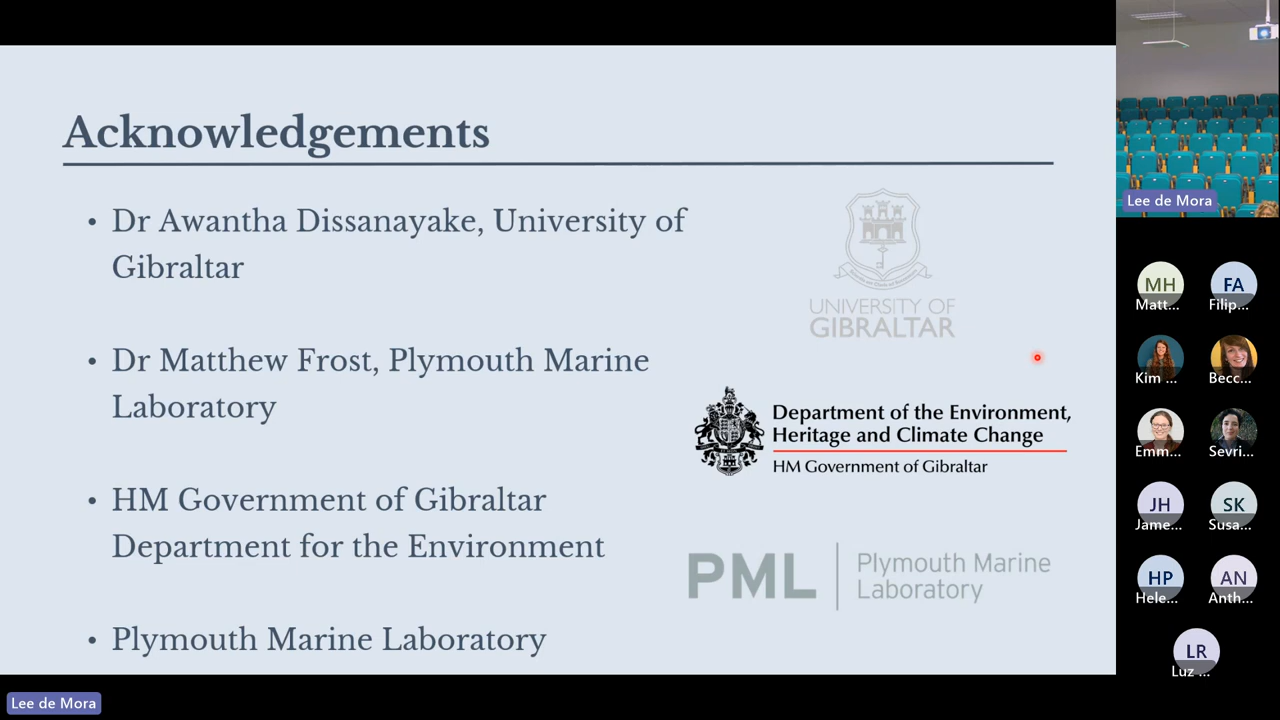 Acknowledgements
• Dr Awantha Dissanayake, University of
Gibraltar
• Dr Matthew Frost, Plymouth Marine
Laboratory
• HM Government of Gibraltar
Department for the Environment
• Plymouth Marine Laboratory
UNIVERSITY OF
GIBRALTAR
Department of the Environment,
Heritage and Climate Change
HM Government of Gibraltar
PML
Plymouth Marine
Laboratory
Lee de Mora
MH
Matt...
FA
Filip...
Kim ...
Becc...
Emm...
Sevri...
JH
Jame...
SK
Susa...
HP
Hele...
AN
Anth...
LR
Luz ...
Lee de Mora